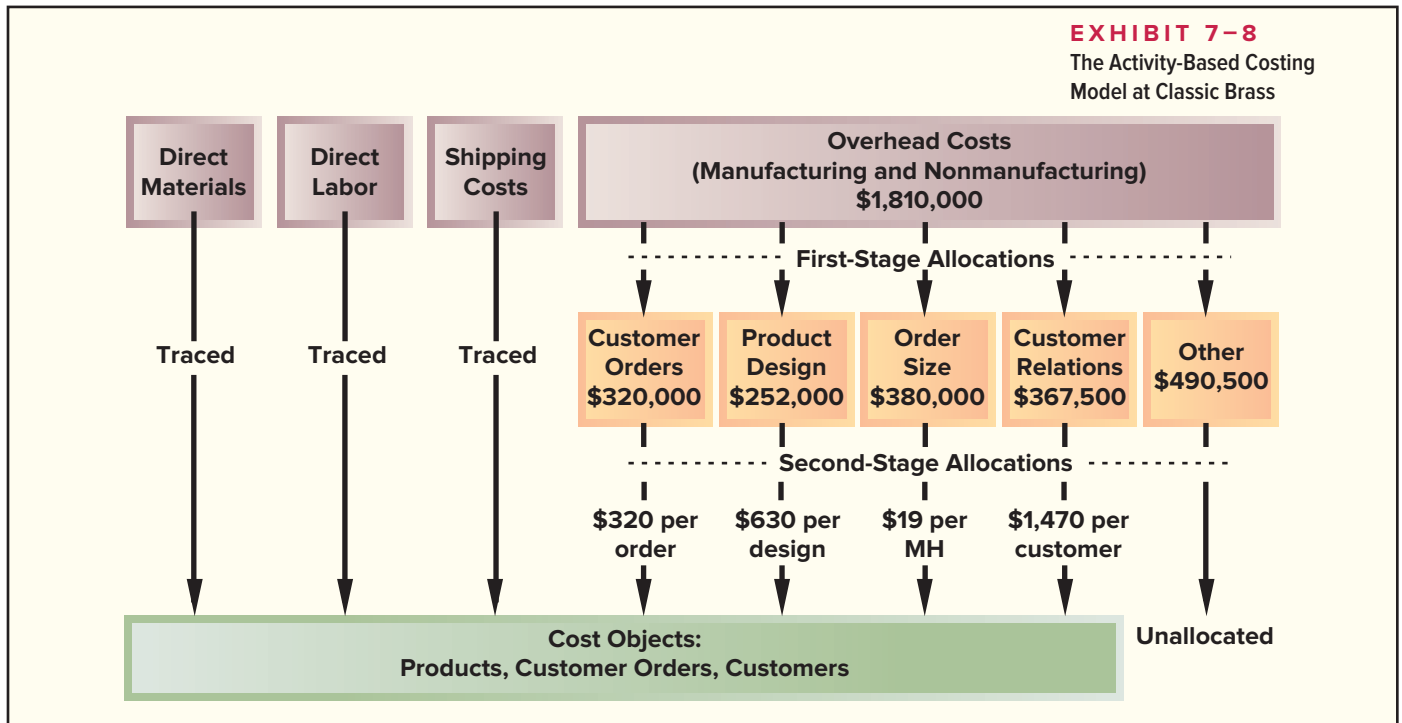 EXHIBIT 7–8
The Activity-Based Costing
Model at Classic Brass
Direct
Materials
Direct
Labor
Shipping
Costs
Overhead Costs
(Manufacturing and Nonmanufacturing)
$1,810,000
First-Stage Allocations
Traced
Traced
Traced
Customer
Orders
$320,000
Product
Design
$252,000
Order
Size
$380,000
Customer
Relations
$367,500
Other
$490,500
Second-Stage Allocations
$320 per
order
$630 per
design
$19 per
MH
$1,470 per
customer
Cost Objects:
Products, Customer Orders, Customers
Unallocated